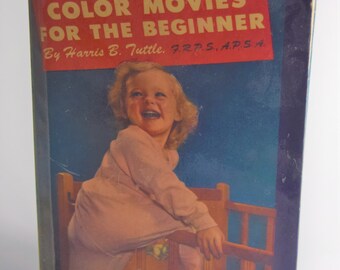 COLOR MOVIES
FOR THE BEGINNER
By Harris B. Tuttle, F.R.P.S., A.P.S.A.